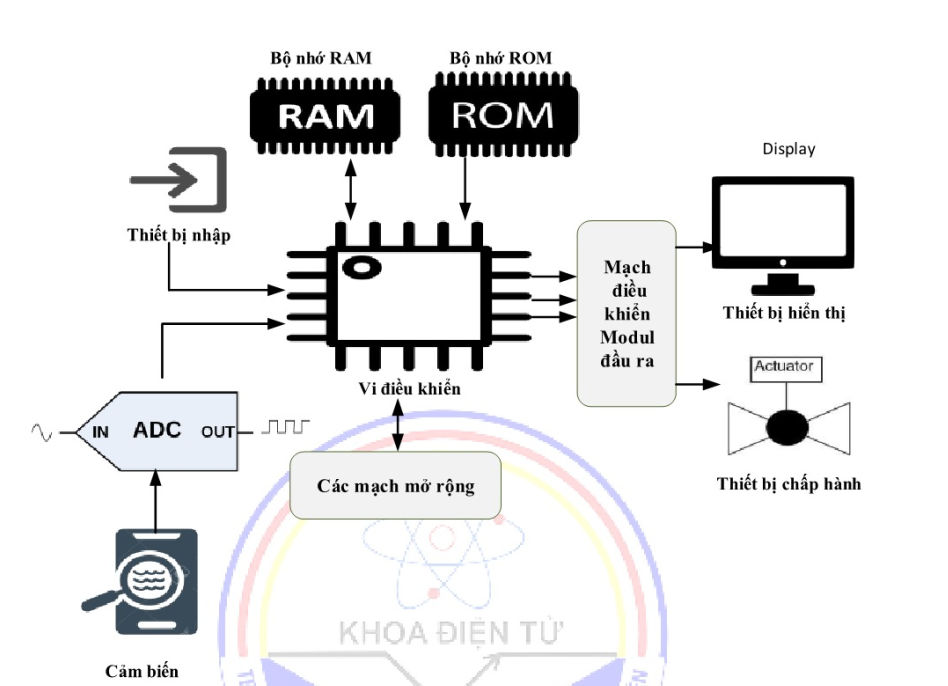 Bộ nhớ RAM
Bộ nhớ ROM
RAM
ROM
Display
Thiết bị nhập
Mạch
điều
khiển
Modul
đầu ra
Thiết bị hiển thị
Actuator
Vi điều khiển
IN
ADC
OUT
Các mạch mở rộng
Thiết bị chấp hành
KHOA ĐIỆN TỬ
Cảm biến